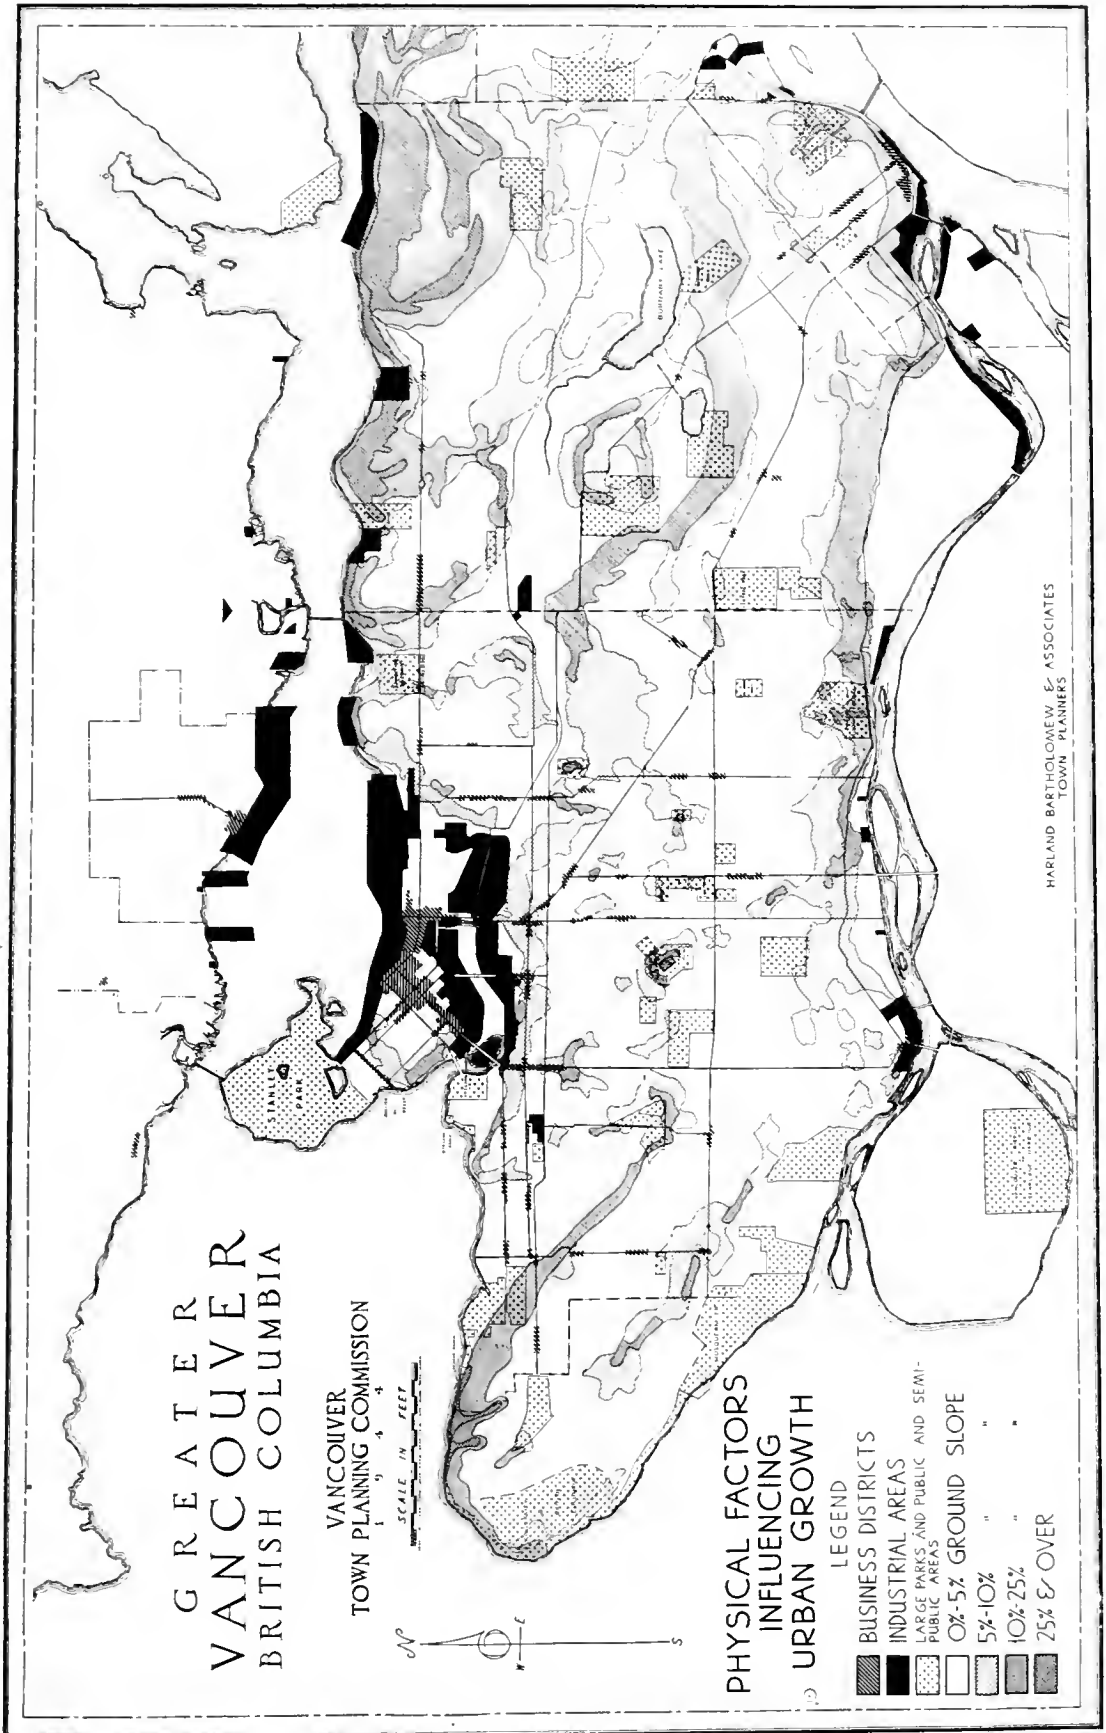 GREATER
VANCOUVER
BRITISH COLUMBIA
VANCOUVER
TOWN PLANNING COMMISSION
SCALE IN FEET
N
W
E
S
STANLEY
PARK
BURNABY LAKE
PHYSICAL FACTORS
INFLUENCING
URBAN GROWTH
LEGEND
BUSINESS DISTRICTS
INDUSTRIAL AREAS
LARGE PARKS AND PUBLIC AND SEMI-
PUBLIC AREAS
0%-5% GROUND SLOPE
5%-10% " "
10%-25% " "
25% & OVER
HARLAND BARTHOLOMEW & ASSOCIATES
TOWN PLANNERS